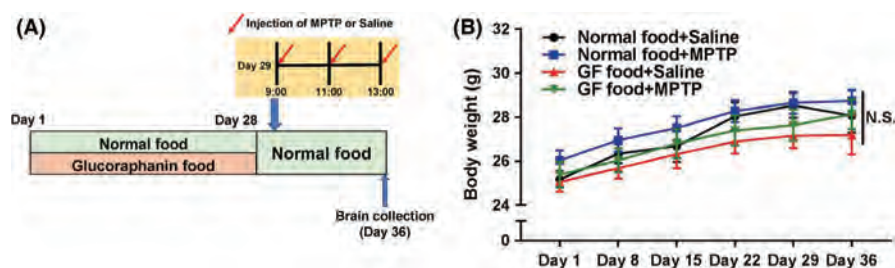 (A)
Injection of MPTP or Saline
Day 29
9:00 11:00 13:00
Day 1 Day 28
Normal food
Glucoraphanin food
Normal food
Brain collection
(Day 36)
(B)
Normal food+Saline
Normal food+MPTP
GF food+Saline
GF food+MPTP
Body weight (g)
32
30
28
26
24
0
N.S.
Day 1 Day 8 Day 15 Day 22 Day 29 Day 36